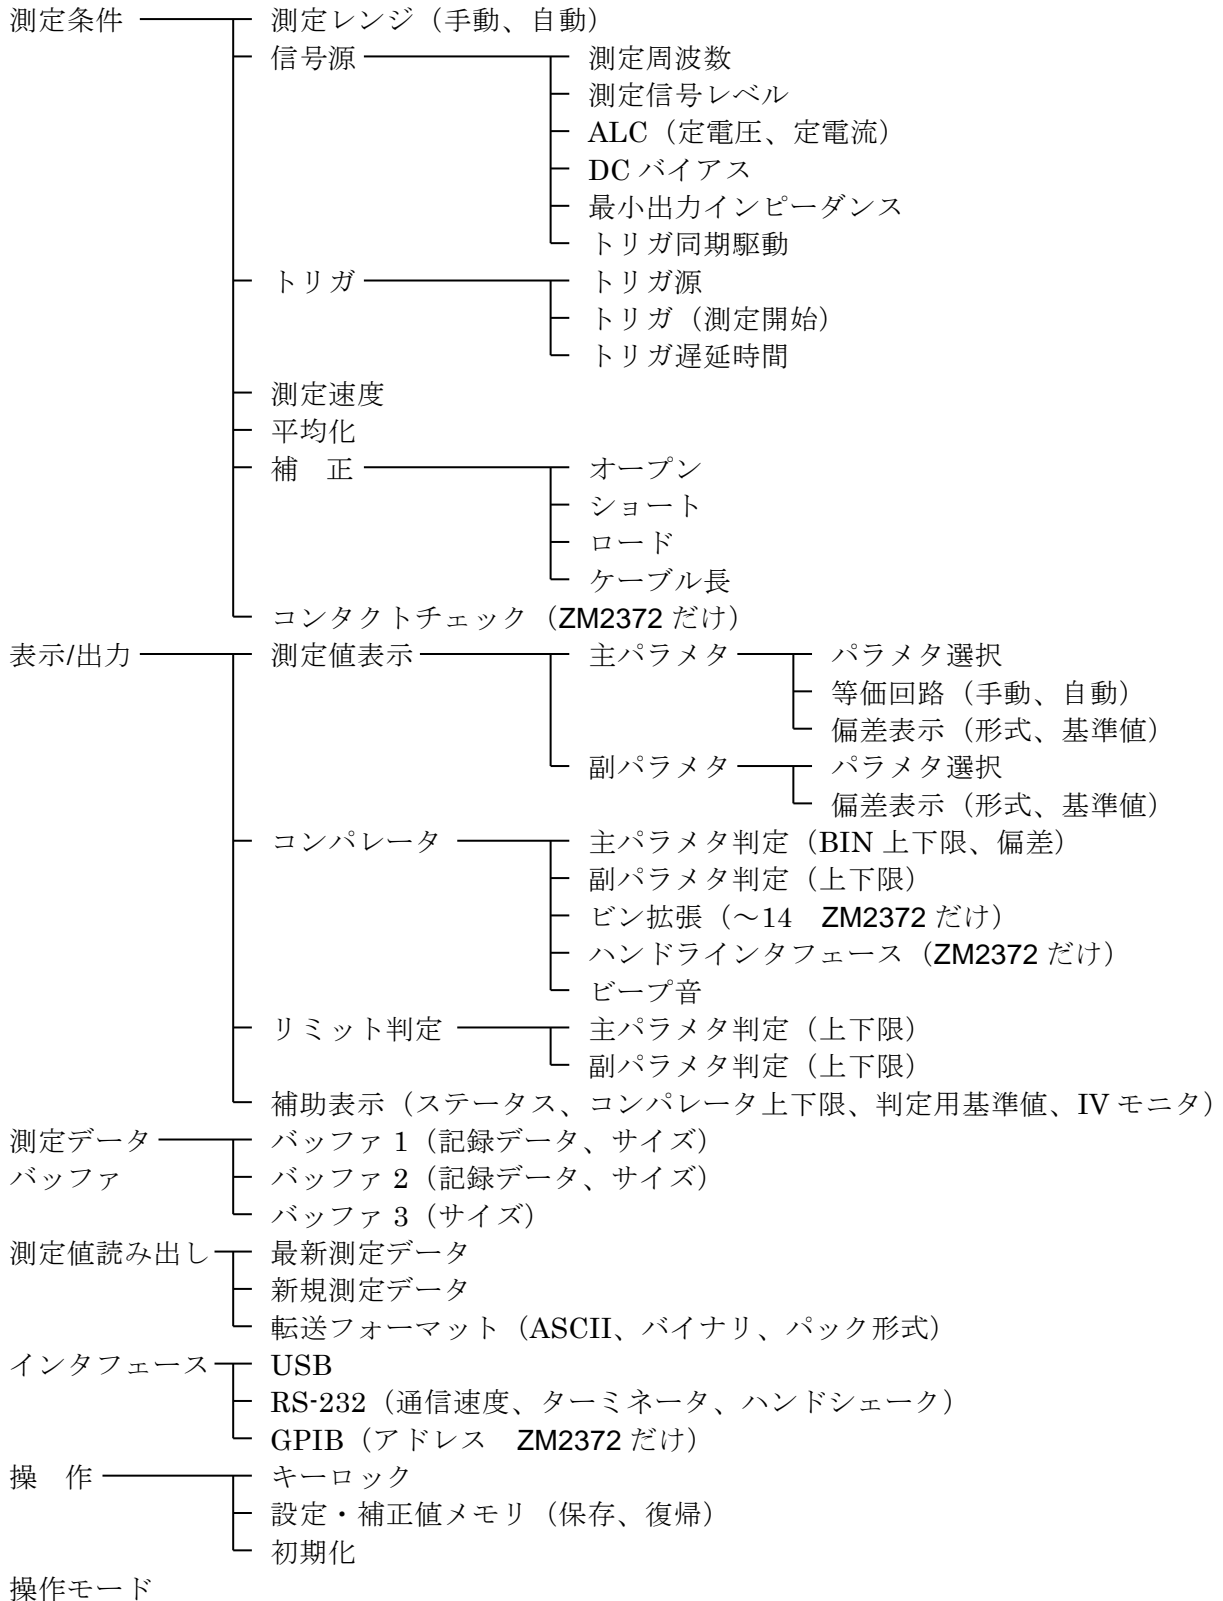 測定条件 測定レンジ（手動、自動）
信号源 測定周波数
測定信号レベル
ALC（定電圧、定電流）
DC バイアス
最小出力インピーダンス
トリガ同期駆動
トリガ トリガ源
トリガ（測定開始）
トリガ遅延時間
測定速度
平均化
補　正 オープン
ショート
ロード
ケーブル長
コンタクトチェック（ZM2372 だけ）
表示/出力 測定値表示 主パラメタ パラメタ選択
等価回路（手動、自動）
偏差表示（形式、基準値）
副パラメタ パラメタ選択
偏差表示（形式、基準値）
コンパレータ 主パラメタ判定（BIN 上下限、偏差）
副パラメタ判定（上下限）
ビン拡張（～14　ZM2372 だけ）
ハンドラインタフェース（ZM2372 だけ）
ビープ音
リミット判定 主パラメタ判定（上下限）
副パラメタ判定（上下限）
補助表示（ステータス、コンパレータ上下限、判定用基準値、IV モニタ）
測定データ バッファ 1（記録データ、サイズ）
バッファ バッファ 2（記録データ、サイズ）
バッファ 3（サイズ）
測定値読み出し 最新測定データ
新規測定データ
転送フォーマット（ASCII、バイナリ、パック形式）
インタフェース USB
RS-232（通信速度、ターミネータ、ハンドシェーク）
GPIB（アドレス　ZM2372 だけ）
操　作 キーロック
設定・補正値メモリ（保存、復帰）
初期化
操作モード